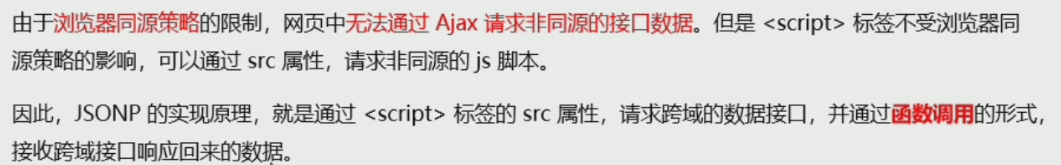 由于浏览器同源策略的限制，网页中无法通过 Ajax 请求非同源的接口数据。但是 <script> 标签不受浏览器同
源策略的影响，可以通过 src 属性，请求非同源的 js 脚本。
因此，JSONP 的实现原理，就是通过 <script> 标签的 src 属性，请求跨域的数据接口，并通过函数调用的形式，
接收跨域接口响应回来的数据。